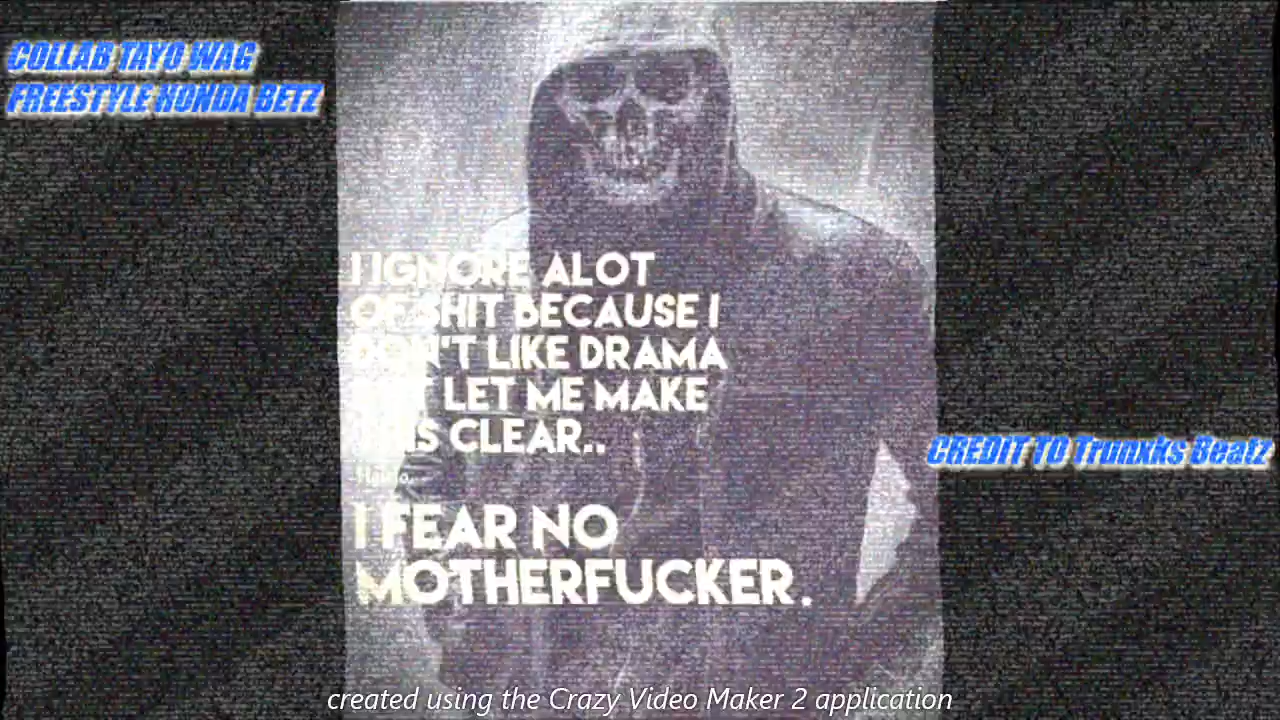 COLLAB TAYO WAG
FREESTYLE HONDA BETZ
I IGNORE ALOT
OF SHIT BECAUSE I
DON'T LIKE DRAMA
LET ME MAKE
THIS CLEAR..
I FEAR NO
MOTHERFUCKER.
CREDIT TO Trunxks Beatz
created using the Crazy Video Maker 2 application